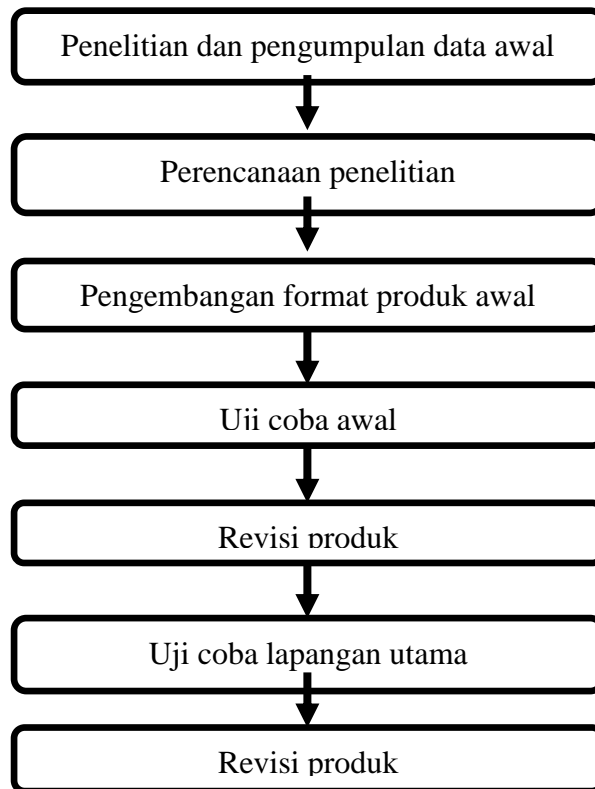 Penelitian dan pengumpulan data awal
Perencanaan penelitian
Pengembangan format produk awal
Uji coba awal
Revisi produk
Uji coba lapangan utama
Revisi produk